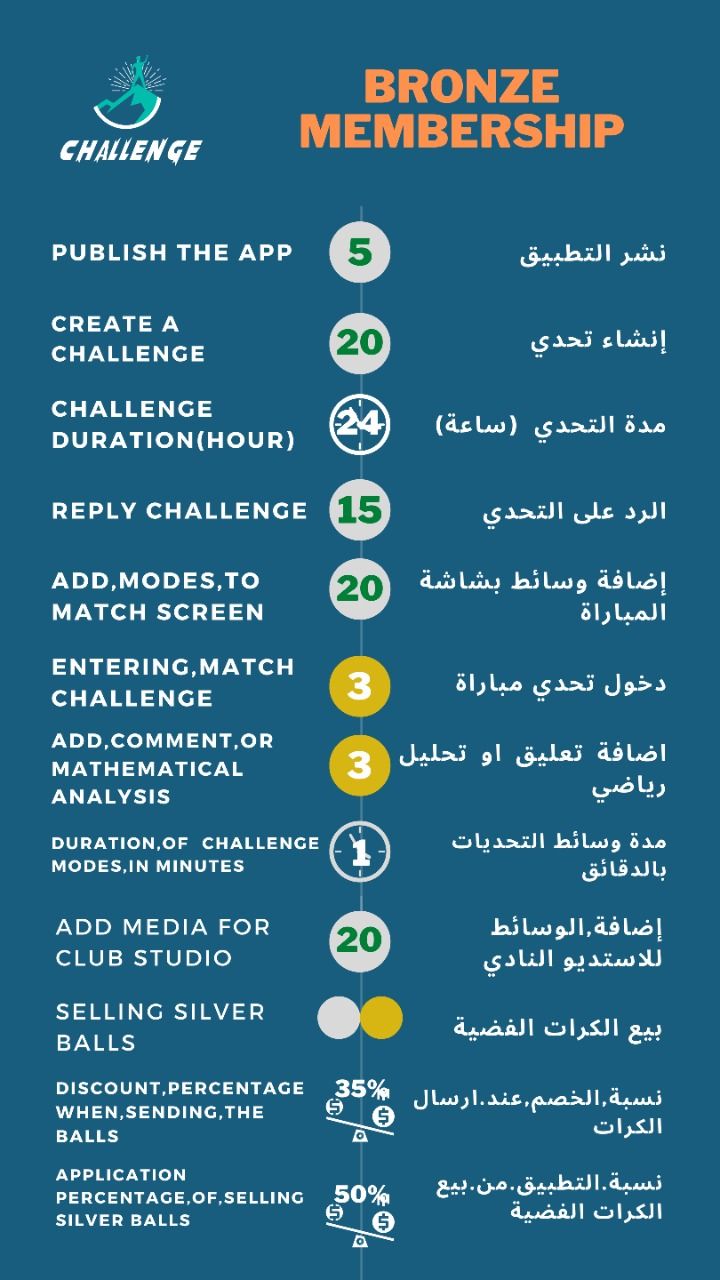 CHALLENGE
BRONZE
MEMBERSHIP
PUBLISH THE APP
5
نشر التطبيق
CREATE A
CHALLENGE
20
إنشاء تحدي
CHALLENGE
DURATION(HOUR)
24
مدة التحدي (ساعة)
REPLY CHALLENGE
15
الرد على التحدي
ADD,MODES,TO
MATCH SCREEN
20
إضافة وسائط بشاشة
المباراة
ENTERING,MATCH
CHALLENGE
3
دخول تحدي مباراة
ADD,COMMENT,OR
MATHEMATICAL
ANALYSIS
3
اضافة تعليق او تحليل
رياضي
DURATION,OF CHALLENGE
MODES,IN MINUTES
1
مدة وسائط التحديات
بالدقائق
ADD MEDIA FOR
CLUB STUDIO
20
إضافة,الوسائط
للاستديو النادي
SELLING SILVER
BALLS
بيع الكرات الفضية
DISCOUNT,PERCENTAGE
WHEN,SENDING,THE
BALLS
35%
$ $
نسبة,الخصم,عند.ارسال
الكرات
APPLICATION
PERCENTAGE,OF,SELLING
SILVER BALLS
50%
$ $
نسبة.التطبيق.من.بيع
الكرات الفضية